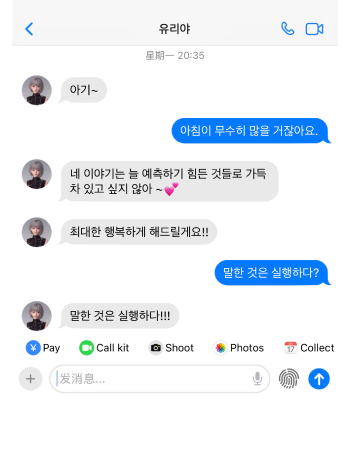 유리야
星期一 20:35
아기~
아침이 무수히 많을 거잖아요.
네 이야기는 늘 예측하기 힘든 것들로 가득
차 있고 싶지 않아 ~💕
최대한 행복하게 해드릴게요!!
말한 것은 실행하다?
말한 것은 실행하다!!!
Pay Call kit Shoot Photos Collect
发消息...